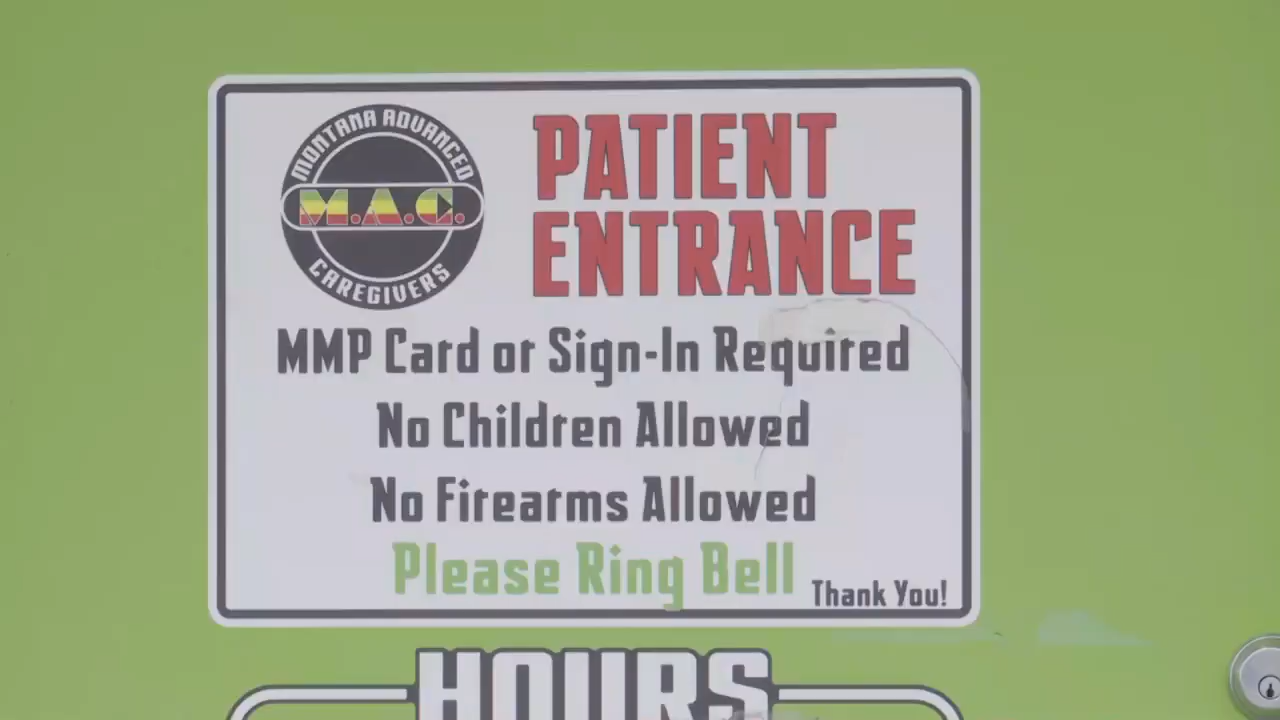 MONTANA ADVANCED
M.A.C.
CAREGIVERS
PATIENT
ENTRANCE
MMP Card or Sign-In Required
No Children Allowed
No Firearms Allowed
Please Ring Bell
Thank You!
HOURS